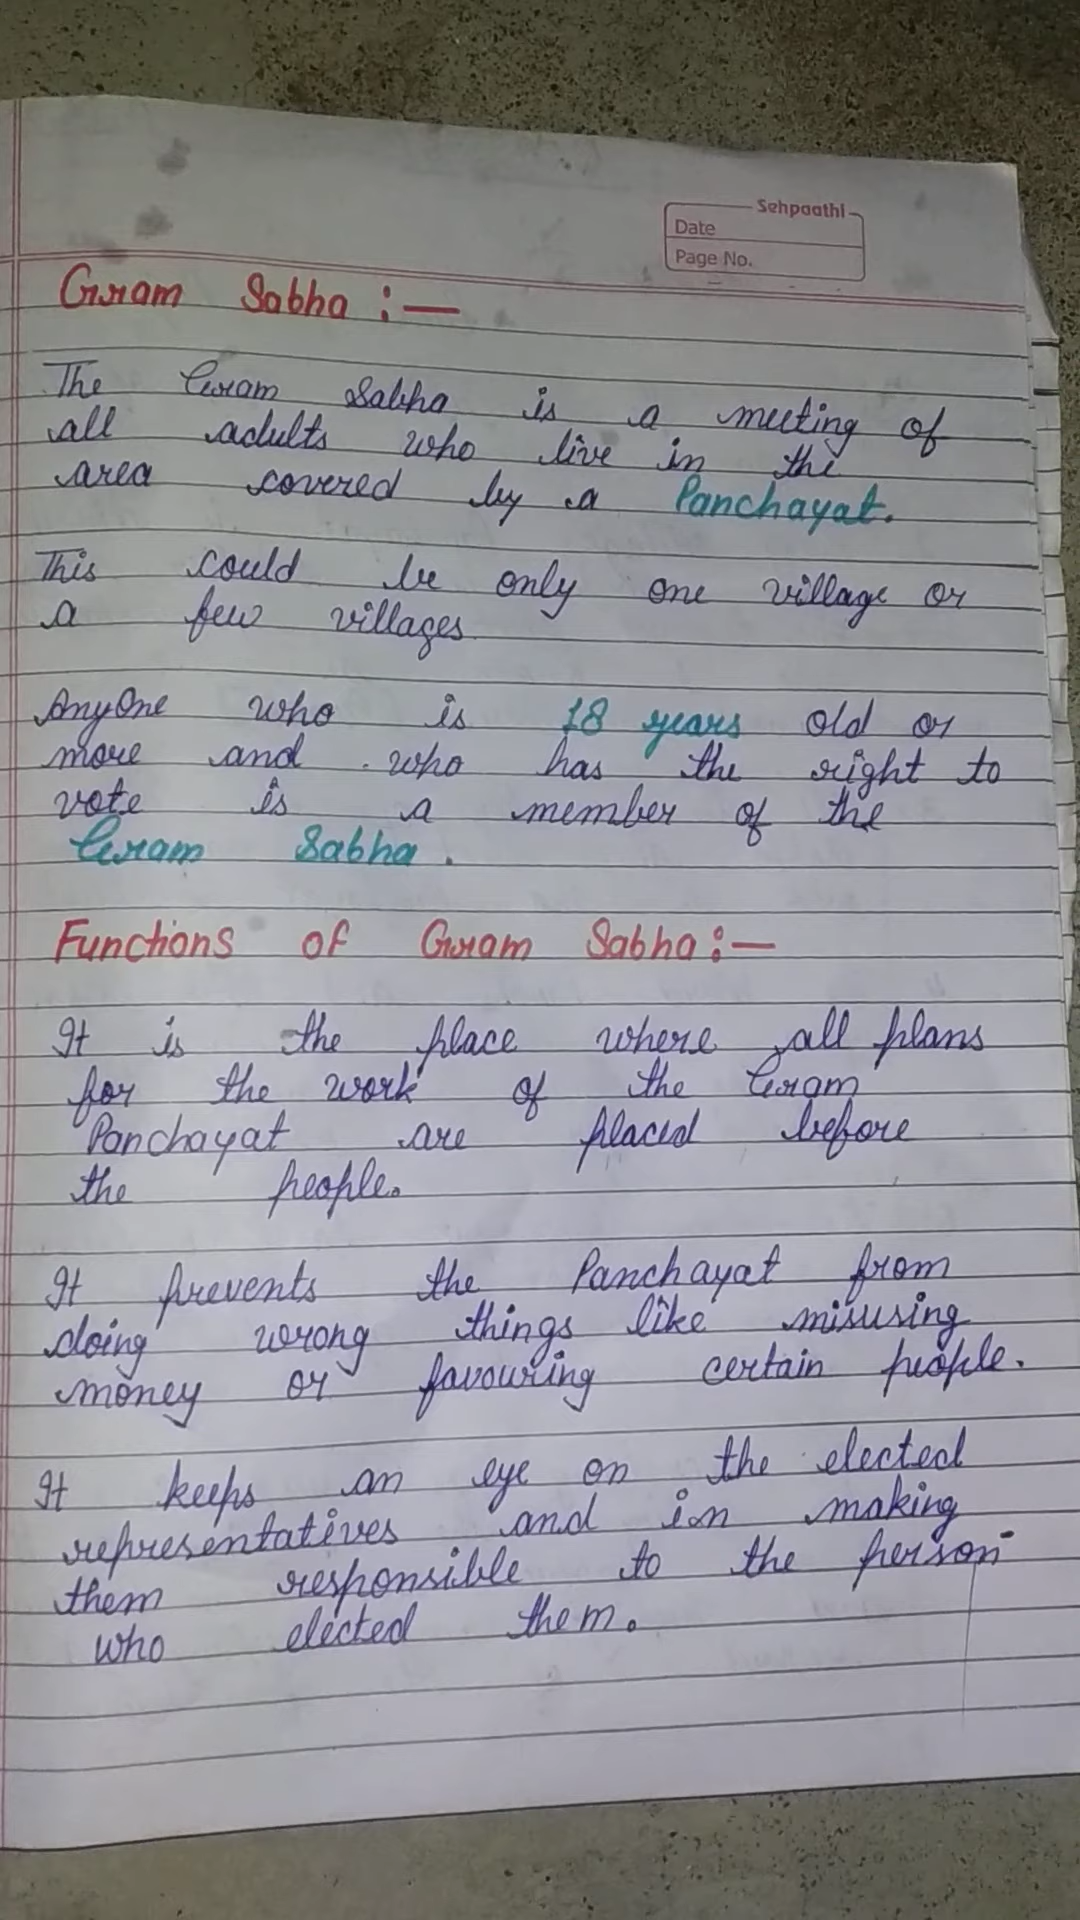 Sehpaathi
Date
Page No.
Gram Sabha :—
The Gram Sabha is a meeting of
all adults who live in the
area covered by a Panchayat.
This could be only one village or
a few villages
AnyOne who is 18 years old or
more and who has the right to
vote is a member of the
Gram Sabha.
Functions of Gram Sabha:—
It is the place where all plans
for the work of the Gram
Panchayat are placed before
the people.
It prevents the Panchayat from
doing wrong things like misusing
money or favouring certain people.
It keeps an eye on the elected
representatives and in making
them responsible to the person
who elected them.